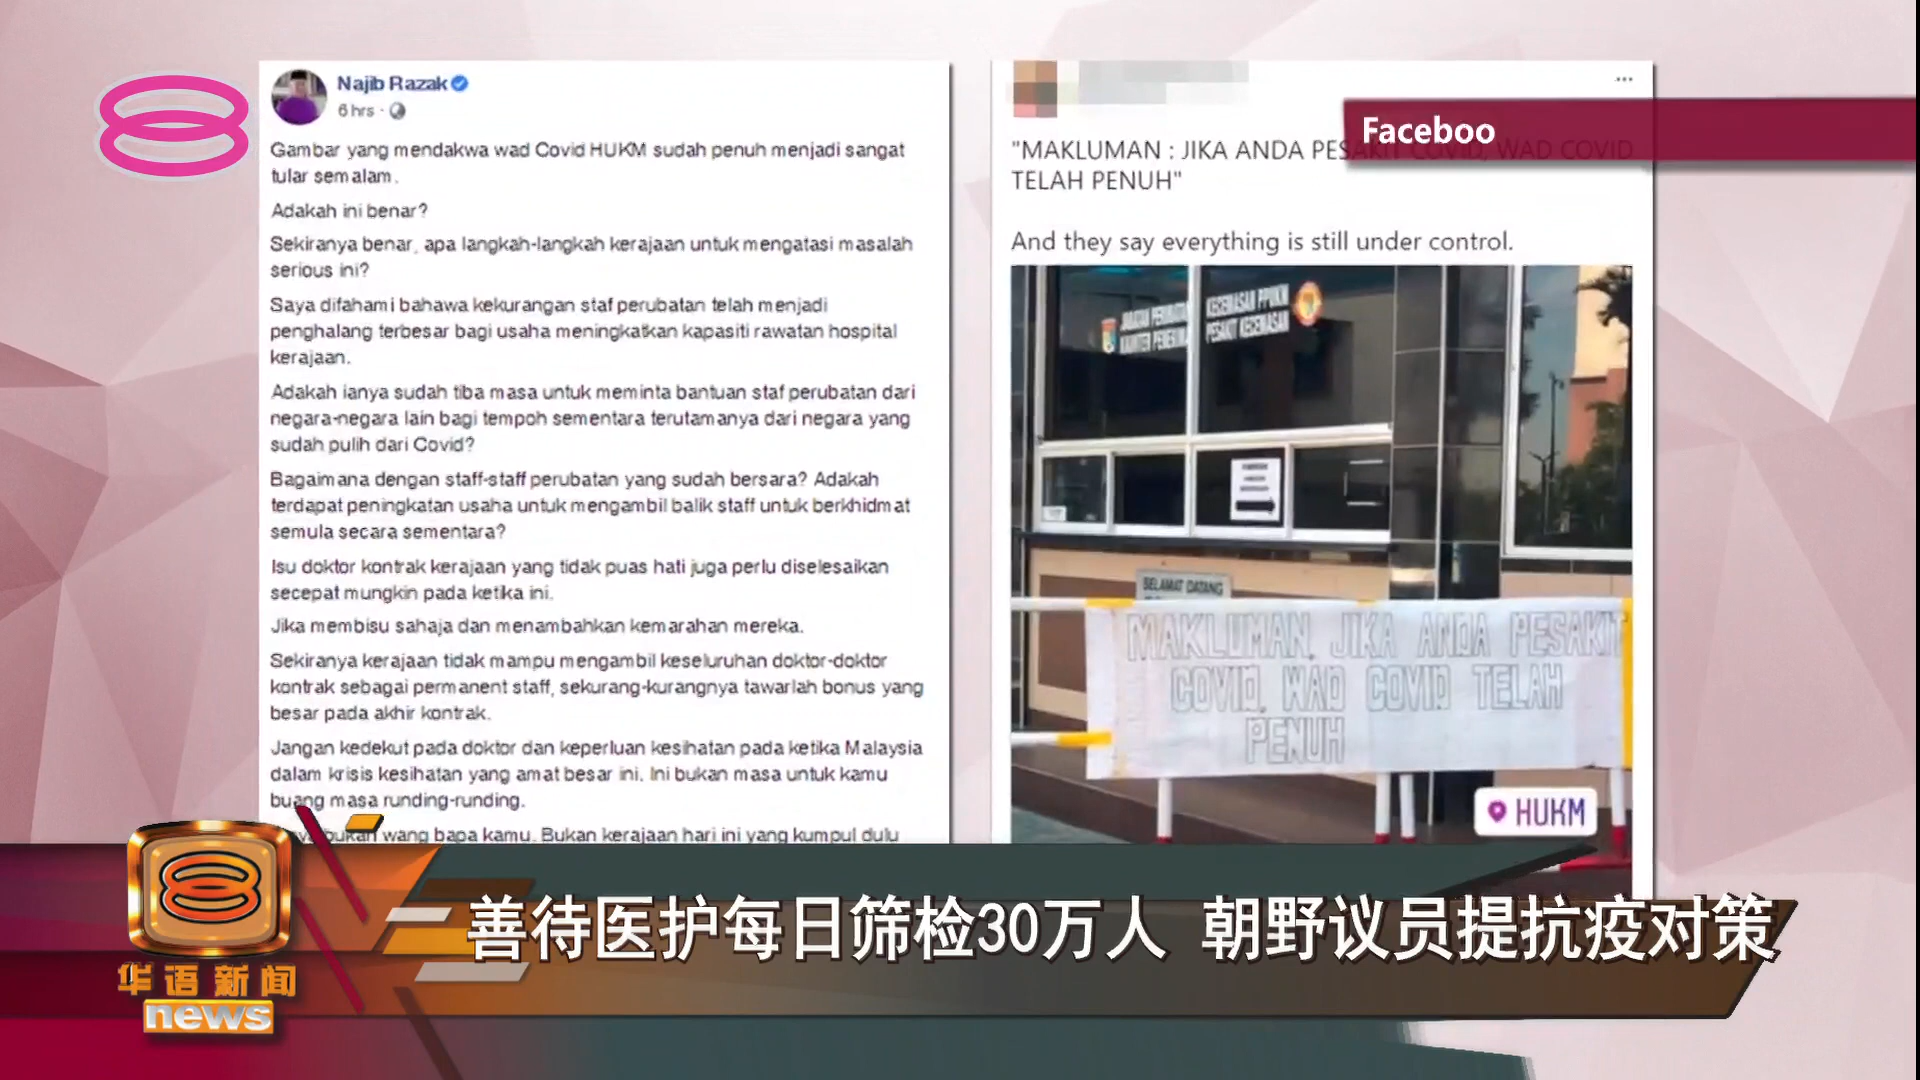 Najib Razak
6 hrs ·
Gambar yang mendakwa wad Covid HUKM sudah penuh menjadi sangat
tular semalam.
Adakah ini benar?
Sekiranya benar, apa langkah-langkah kerajaan untuk mengatasi masalah
serious ini?
Saya difahami bahawa kekurangan staf perubatan telah menjadi
penghalang terbesar bagi usaha meningkatkan kapasiti rawatan hospital
kerajaan.
Adakah ianya sudah tiba masa untuk meminta bantuan staf perubatan dari
negara-negara lain bagi tempoh sementara terutamanya dari negara yang
sudah pulih dari Covid?
Bagaimana dengan staff-staff perubatan yang sudah bersara? Adakah
terdapat peningkatan usaha untuk mengambil balik staff untuk berkhidmat
semula secara sementara?
Isu doktor kontrak kerajaan yang tidak puas hati juga perlu diselesaikan
secepat mungkin pada ketika ini.
Jika membisu sahaja dan menambahkan kemarahan mereka.
Sekiranya kerajaan tidak mampu mengambil keseluruhan doktor-doktor
kontrak sebagai permanent staff, sekurang-kurangnya tawarlah bonus yang
besar pada akhir kontrak.
Jangan kedekut pada doktor dan keperluan kesihatan pada ketika Malaysia
dalam krisis kesihatan yang amat besar ini. Ini bukan masa untuk kamu
buang masa runding-runding.
bukan wang bapa kamu. Bukan kerajaan hari ini yang kumpul dulu
Faceboo
"MAKLUMAN : JIKA ANDA PESAKIT COVID, WAD COVID
TELAH PENUH"
And they say everything is still under control.
KECEMASAN PPUKM
PESAKIT KECEMASAN
KAUNTER
SELAMAT DATANG
MAKLUMAN, JIKA ANDA PESAKIT
COVID, WAD COVID TELAH
PENUH
HUKM
善待医护每日筛检30万人 朝野议员提抗疫对策
华语新闻
news